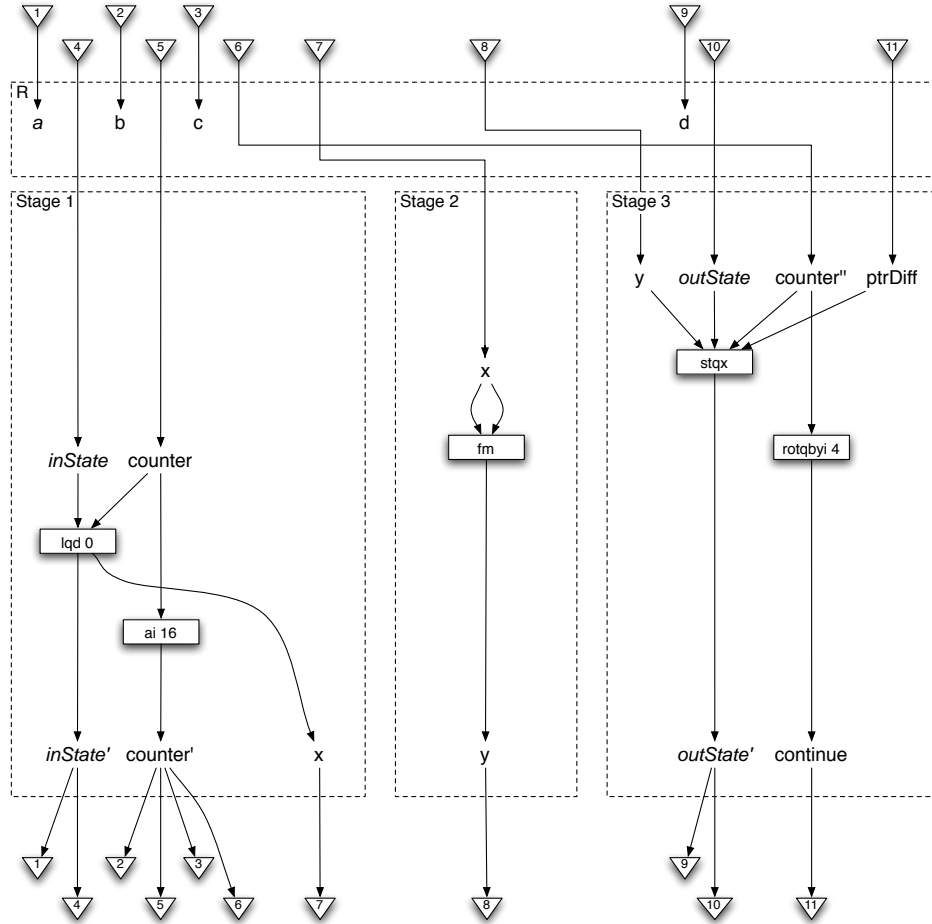 1 2 3 9
4 5 6 7 8 10 11
R
a b c d
Stage 1 Stage 2 Stage 3
y outState counter" ptrDiff
stqx
x
fm rotqbyi 4
inState counter
lqd 0
ai 16
inState' counter' x y outState' continue
1 2 3 9
4 5 6 7 8 10 11